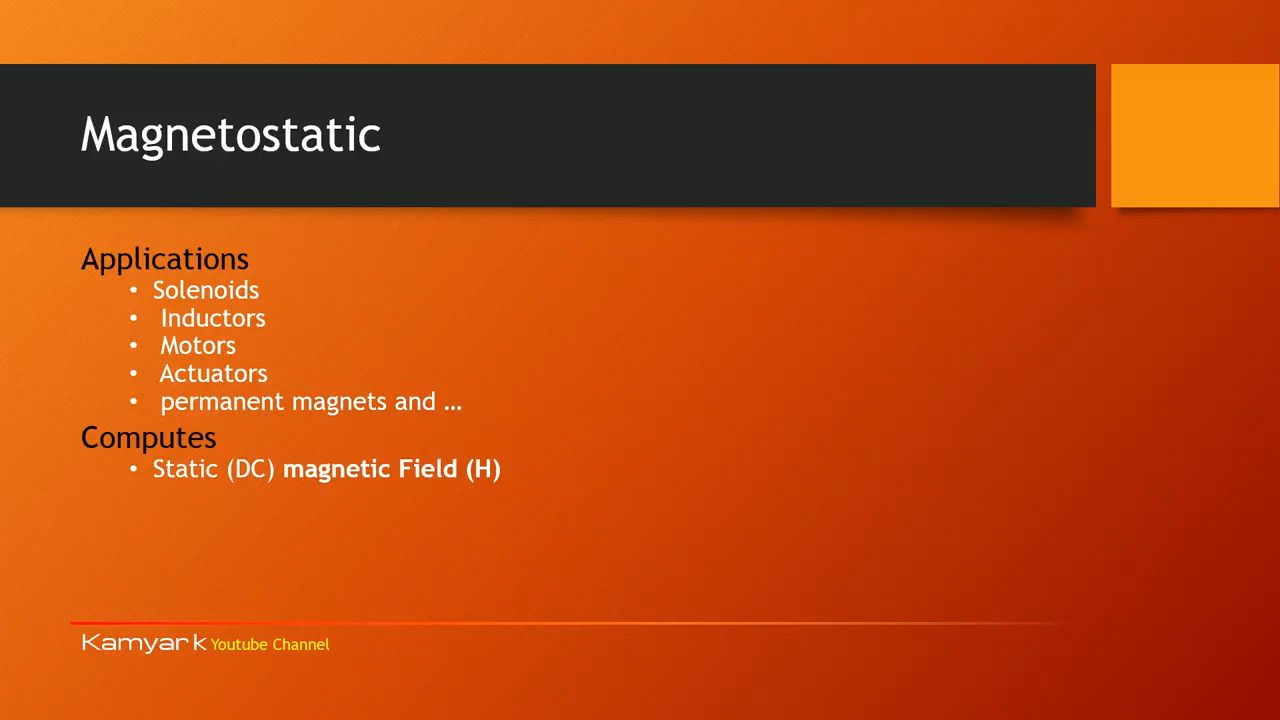 Magnetostatic
Applications
• Solenoids
• Inductors
• Motors
• Actuators
• permanent magnets and …
Computes
• Static (DC) magnetic Field (H)
Kamyar k Youtube Channel